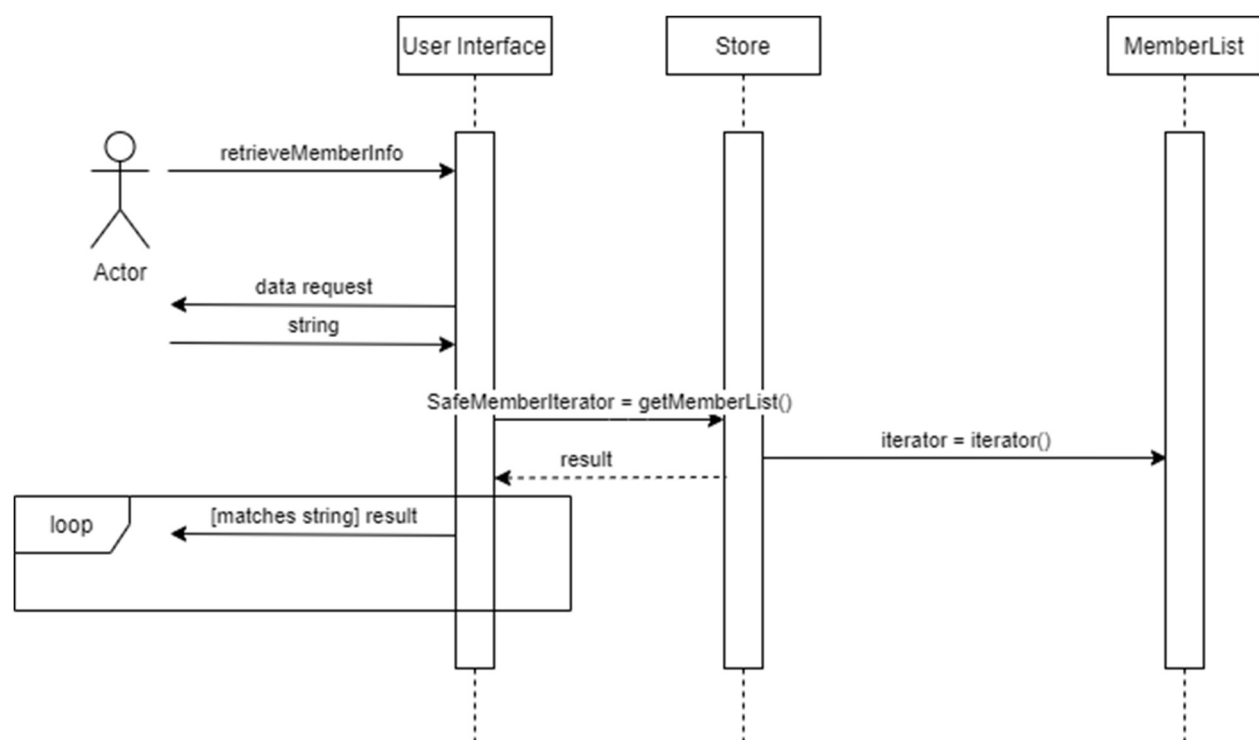 User Interface
Store
MemberList
retrieveMemberInfo
Actor
data request
string
SafeMemberIterator = getMemberList()
iterator = iterator()
result
loop
[matches string] result